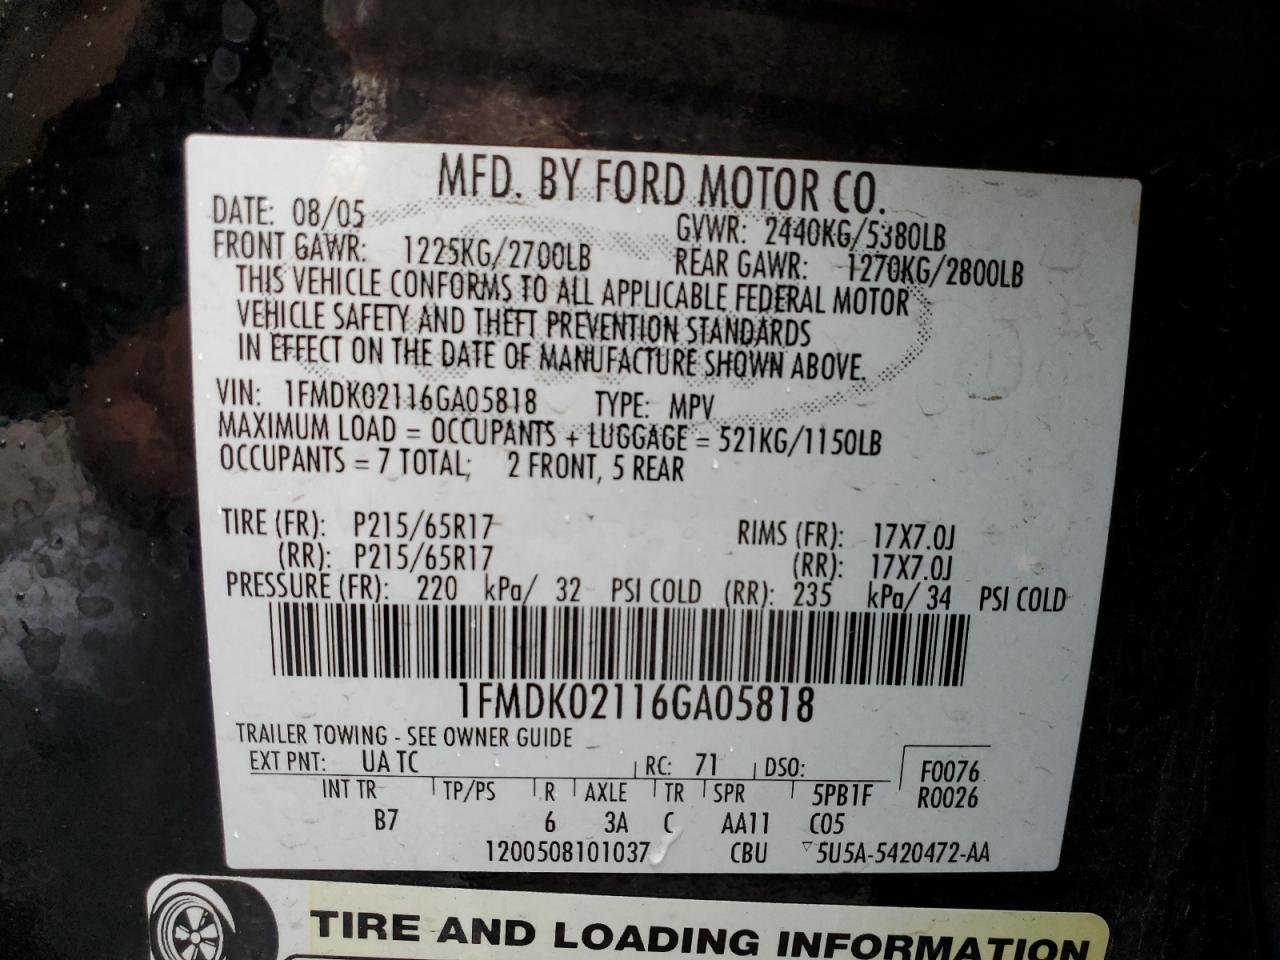 MFD. BY FORD MOTOR CO.
DATE: 08/05 GVWR: 2440KG/5380LB
FRONT GAWR: 1225KG/2700LB REAR GAWR: 1270KG/2800LB
THIS VEHICLE CONFORMS TO ALL APPLICABLE FEDERAL MOTOR
VEHICLE SAFETY AND THEFT PREVENTION STANDARDS
IN EFFECT ON THE DATE OF MANUFACTURE SHOWN ABOVE.
VIN: 1FMDK02116GA05818 TYPE: MPV
MAXIMUM LOAD = OCCUPANTS + LUGGAGE = 521KG/1150LB
OCCUPANTS = 7 TOTAL; 2 FRONT, 5 REAR
TIRE (FR): P215/65R17 RIMS (FR): 17X7.0J
(RR): P215/65R17 (RR): 17X7.0J
PRESSURE (FR): 220 kPa/ 32 PSI COLD (RR): 235 kPa/ 34 PSI COLD
1FMDK02116GA05818
TRAILER TOWING - SEE OWNER GUIDE
EXT PNT: UA TC RC: 71 DSO: F0076
INT TR TP/PS R AXLE TR SPR 5PB1F R0026
B7 6 3A C AA11 C05
1200508101037 CBU ▽5U5A-5420472-AA
TIRE AND LOADING INFORMATION